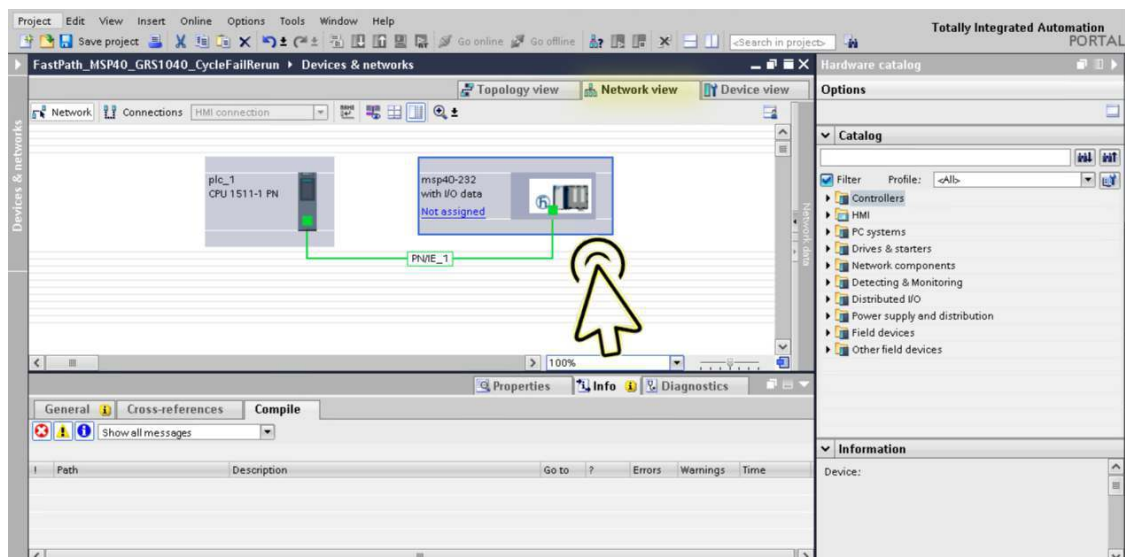 Project Edit View Insert Online Options Tools Window Help
Totally Integrated Automation
PORTAL
Save project Go online Go offline <Search in project>
FastPath_MSP40_GRS1040_CycleFailRerun Devices & networks
Hardware catalog
Topology view Network view Device view
Options
Network Connections HMI connection
Devices & networks
Catalog
plc_1
CPU 1511-1 PN
msp40-232
with I/O data
Not assigned
PN/IE_1
Network data
Filter Profile: <All>
Controllers
HMI
PC systems
Drives & starters
Network components
Detecting & Monitoring
Distributed I/O
Power supply and distribution
Field devices
Other field devices
100%
Properties Info Diagnostics
General Cross-references Compile
Show all messages
! Path Description Go to ? Errors Warnings Time
Information
Device: